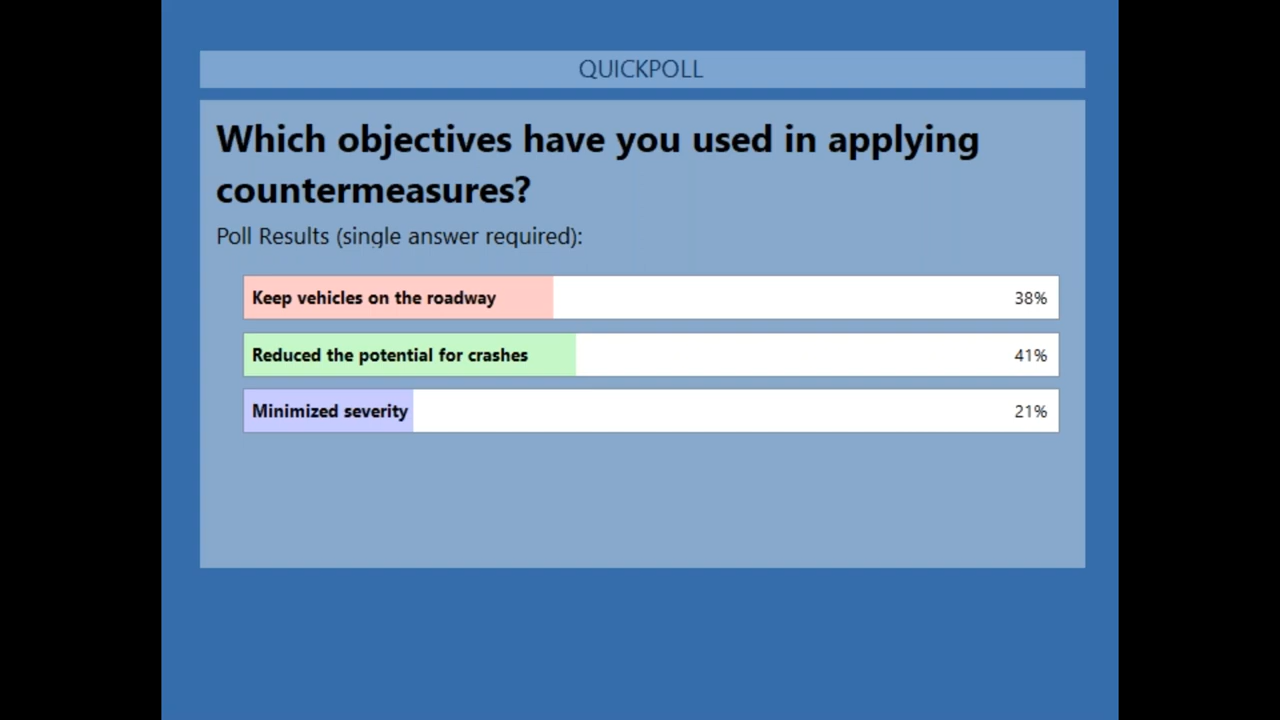 QUICKPOLL
Which objectives have you used in applying
countermeasures?
Poll Results (single answer required):
Keep vehicles on the roadway 38%
Reduced the potential for crashes 41%
Minimized severity 21%